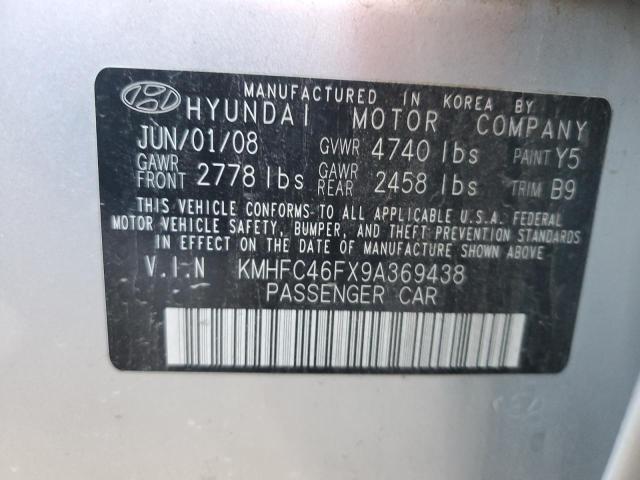 MANUFACTURED IN KOREA BY
HYUNDAI MOTOR COMPANY
JUN/01/08 GVWR 4740 lbs PAINT Y5
GAWR FRONT 2778 lbs GAWR REAR 2458 lbs TRIM B9
THIS VEHICLE CONFORMS TO ALL APPLICABLE U.S.A. FEDERAL
MOTOR VEHICLE SAFETY, BUMPER, AND THEFT PREVENTION STANDARDS
IN EFFECT ON THE DATE OF MANUFACTURE SHOWN ABOVE.
V.I.N KMHFC46FX9A369438
PASSENGER CAR